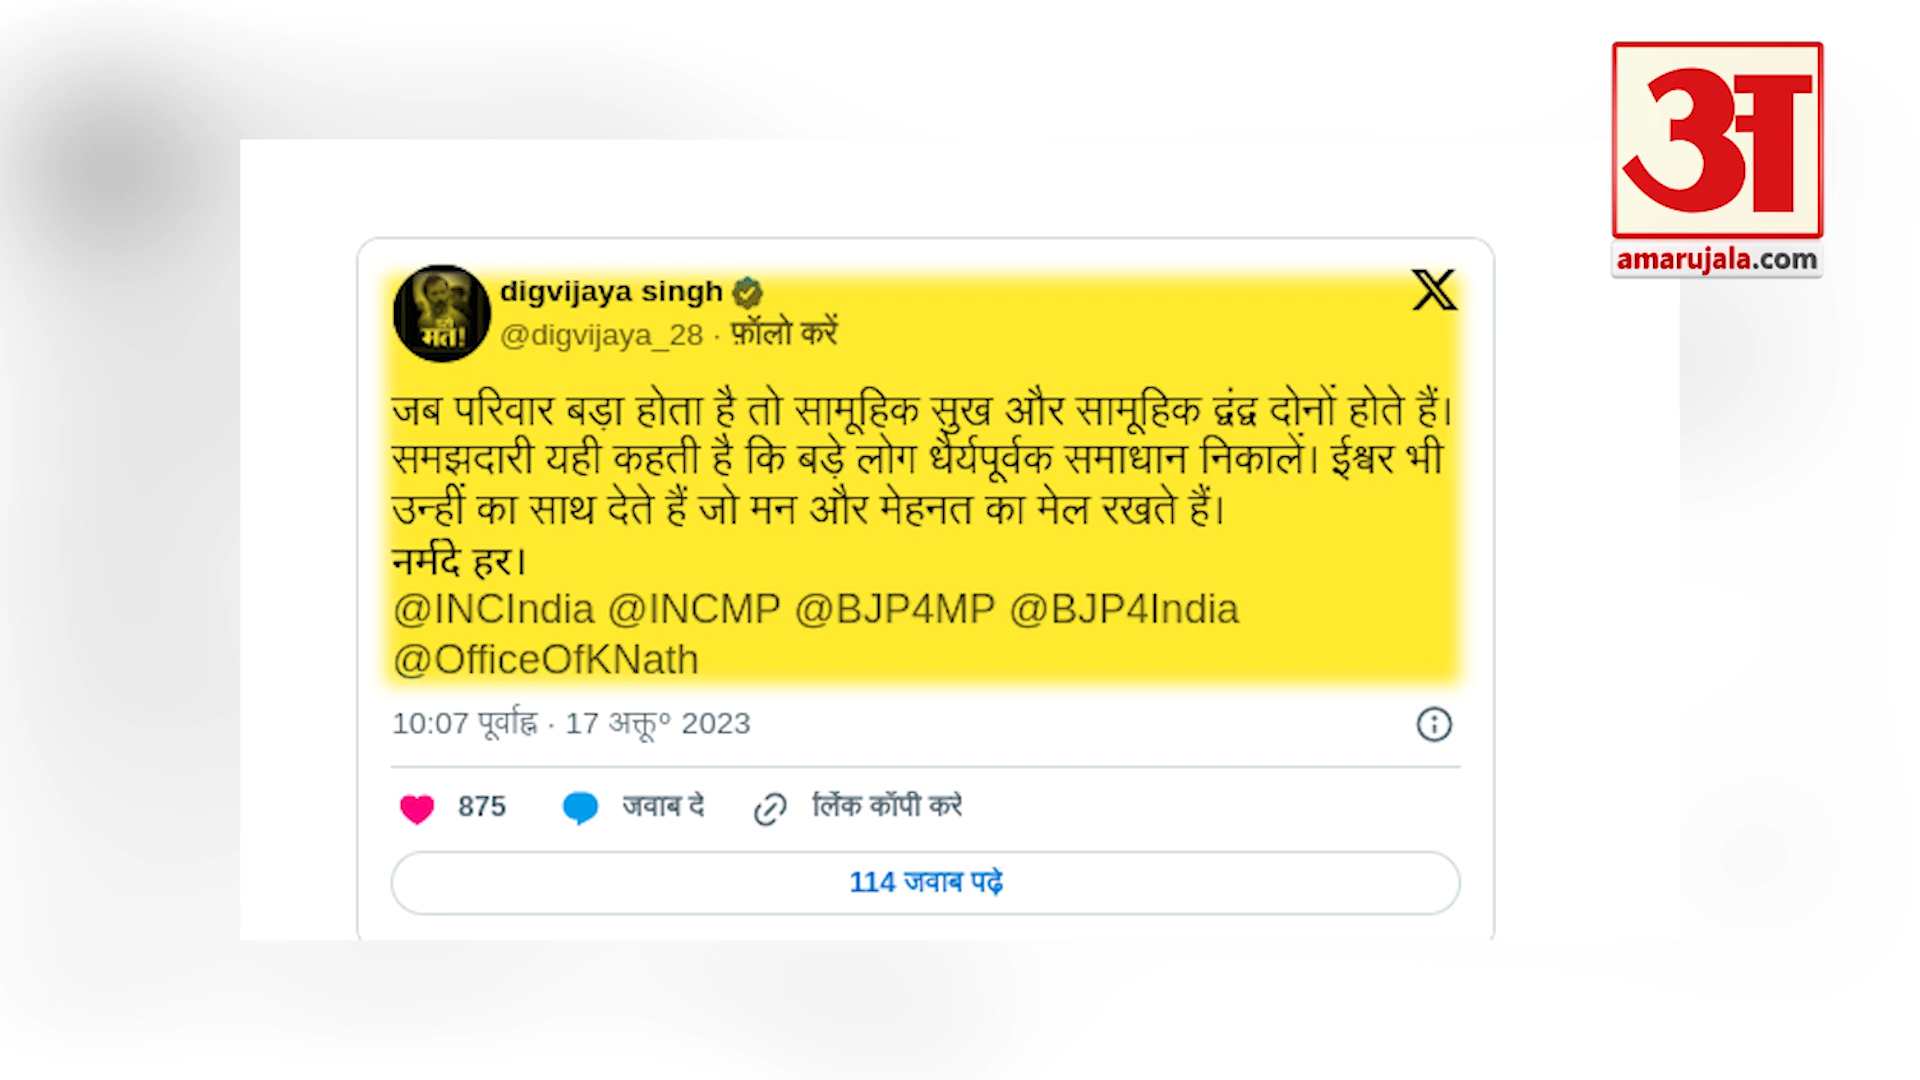 अ
amarujala.com
digvijaya singh
@digvijaya_28 · फ़ॉलो करें
जब परिवार बड़ा होता है तो सामूहिक सुख और सामूहिक द्वंद्व दोनों होते हैं।
समझदारी यही कहती है कि बड़े लोग धैर्यपूर्वक समाधान निकालें। ईश्वर भी
उन्हीं का साथ देते हैं जो मन और मेहनत का मेल रखते हैं।
नर्मदे हर।
@INCIndia @INCMP @BJP4MP @BJP4India
@OfficeOfKNath
10:07 पूर्वाह्न · 17 अक्तू॰ 2023
875 जवाब दें लिंक कॉपी करें
114 जवाब पढ़ें